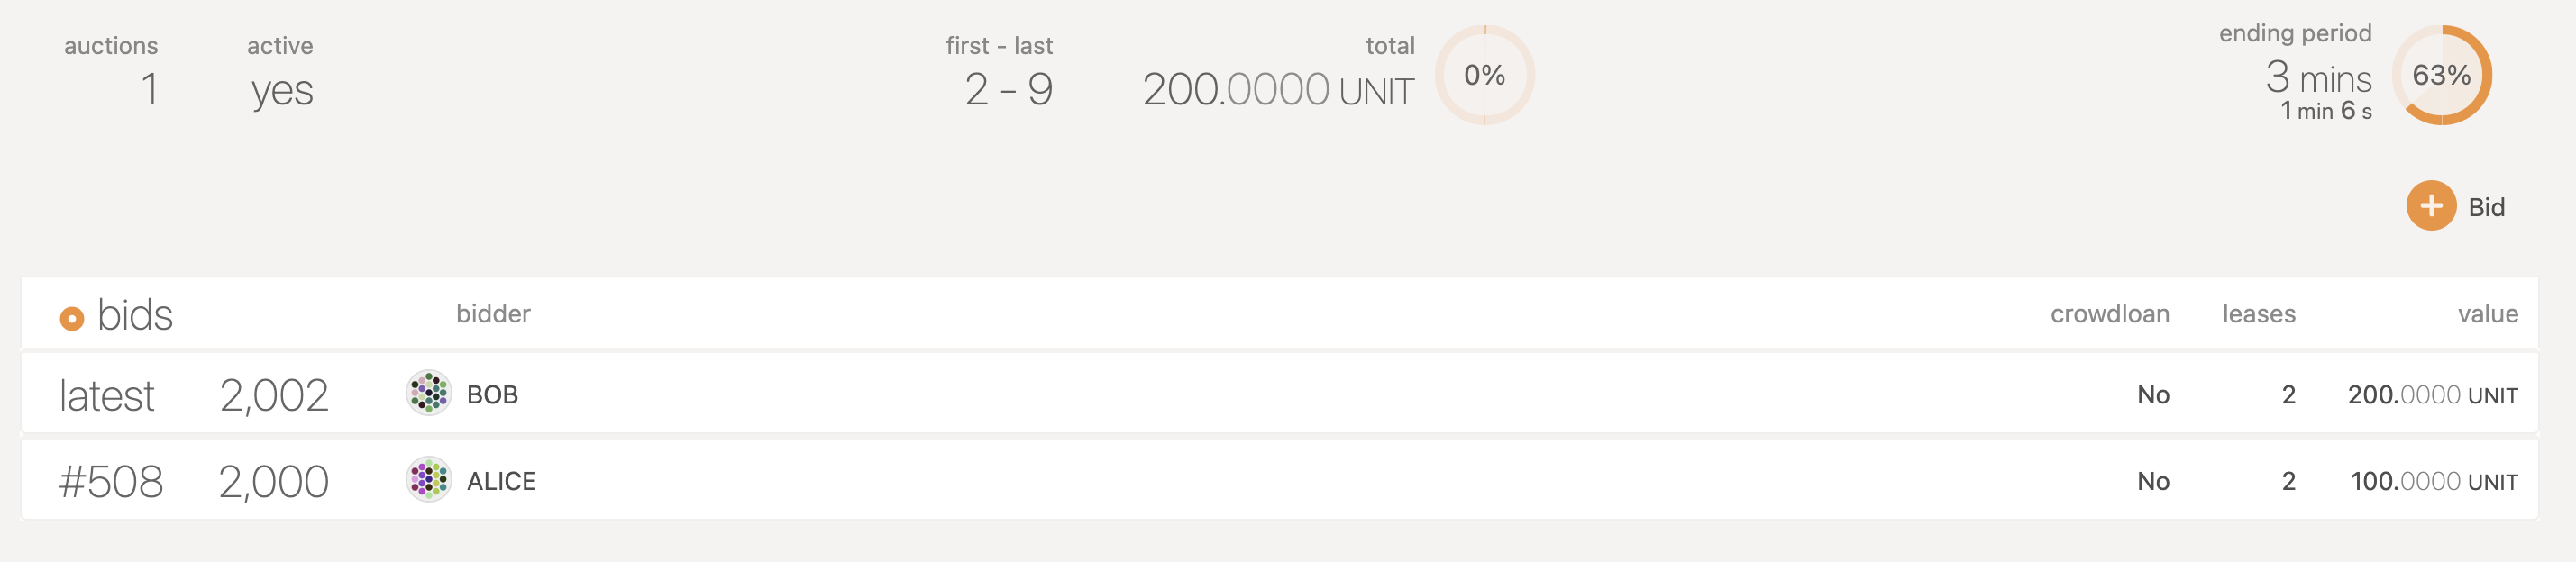 auctions active first - last total ending period
1 yes 2 - 9 200.0000 UNIT 0% 3 mins 63%
1 min 6 s
Bid
bids bidder crowdloan leases value
latest 2,002 BOB No 2 200.0000 UNIT
#508 2,000 ALICE No 2 100.0000 UNIT